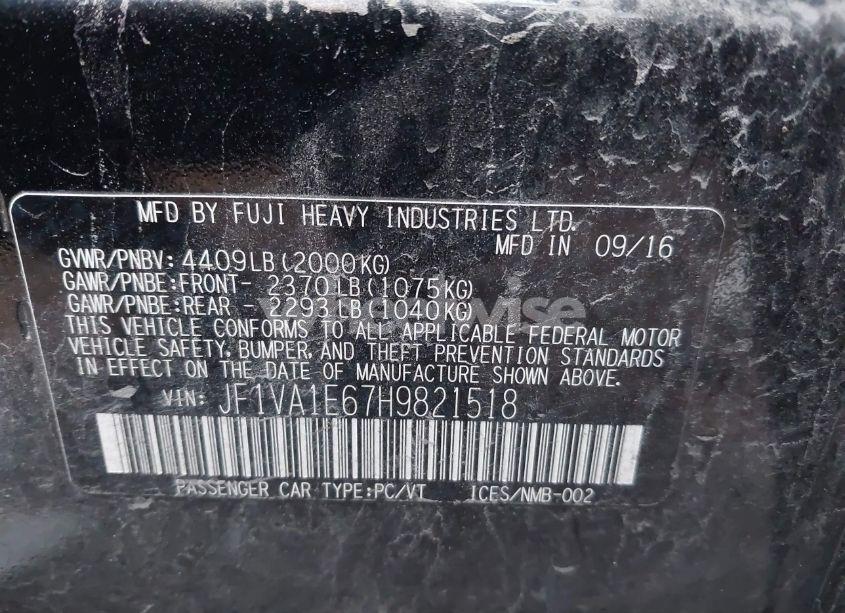 MFD BY FUJI HEAVY INDUSTRIES LTD.
MFD IN 09/16
GVWR/PNBV: 4409LB(2000KG)
GAWR/PNBE:FRONT- 2370LB(1075KG)
GAWR/PNBE:REAR - 2293LB(1040KG)
THIS VEHICLE CONFORMS TO ALL APPLICABLE FEDERAL MOTOR
VEHICLE SAFETY, BUMPER, AND THEFT PREVENTION STANDARDS
IN EFFECT ON THE DATE OF MANUFACTURE SHOWN ABOVE.
VIN: JF1VA1E67H9821518
PASSENGER CAR TYPE:PC/VT ICES/NMB-002